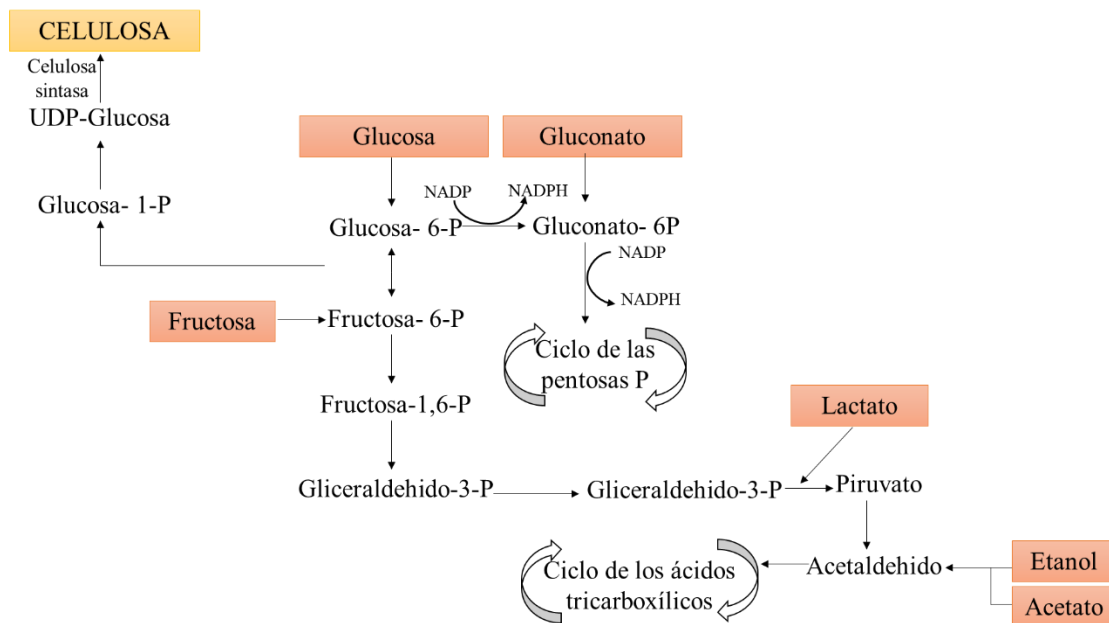 CELULOSA
Celulosa
sintasa
UDP-Glucosa
Glucosa- 1-P
Glucosa
Gluconato
NADP
NADPH
Glucosa- 6-P
Gluconato- 6P
NADP
NADPH
Fructosa
Fructosa- 6-P
Ciclo de las
pentosas P
Fructosa-1,6-P
Lactato
Gliceraldehido-3-P
Gliceraldehido-3-P
Piruvato
Ciclo de los ácidos
tricarboxílicos
Acetaldehido
Etanol
Acetato